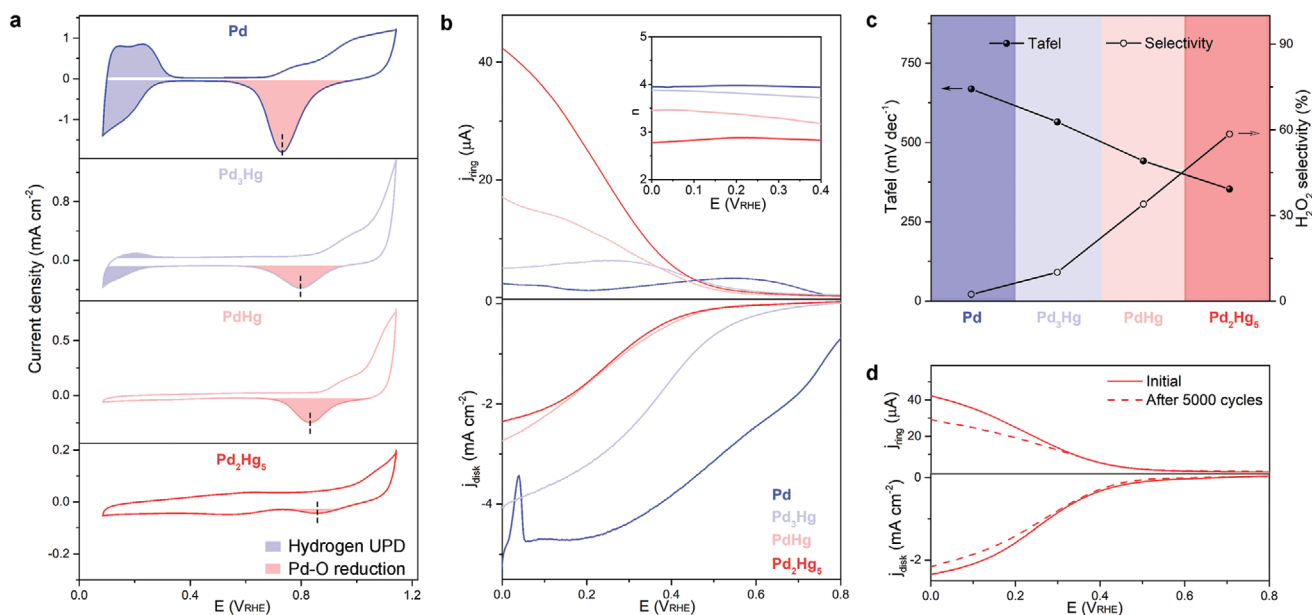 a
Pd
1
0
-1
Pd3Hg
0.8
0.0
PdHg
0.5
0.0
Pd2Hg5
0.2
0.0
-0.2
Hydrogen UPD
Pd-O reduction
0.0 0.4 0.8 1.2
E (VRHE)
Current density (mA cm-2)
b
40
20
0
jring (μA)
5
4
3
2
n
0.0 0.1 0.2 0.3 0.4
E (VRHE)
0
-2
-4
jdisk (mA cm-2)
Pd
Pd3Hg
PdHg
Pd2Hg5
0.0 0.2 0.4 0.6 0.8
E (VRHE)
c
Tafel
Selectivity
750
500
250
0
Tafel (mV dec-1)
90
60
30
0
H2O2 selectivity (%)
Pd Pd3Hg PdHg Pd2Hg5
d
Initial
After 5000 cycles
40
20
jring (μA)
0
-2
jdisk (mA cm-2)
0.0 0.2 0.4 0.6 0.8
E (VRHE)